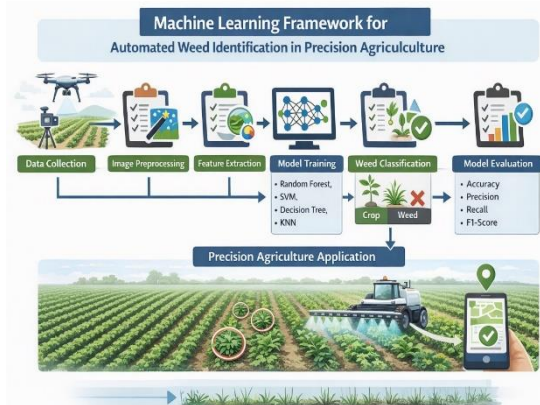 Machine Learning Framework for
Automated Weed Identification in Precision Agriculculture
Data Collection
Image Preprocessing
Feature Extraction
Model Training
Weed Classification
Model Evaluation
• Random Forest,
• SVM,
• Decision Tree,
• KNN
Crop
Weed
• Accuracy
• Precision
• Recall
• F1-Score
Precision Agriculture Application